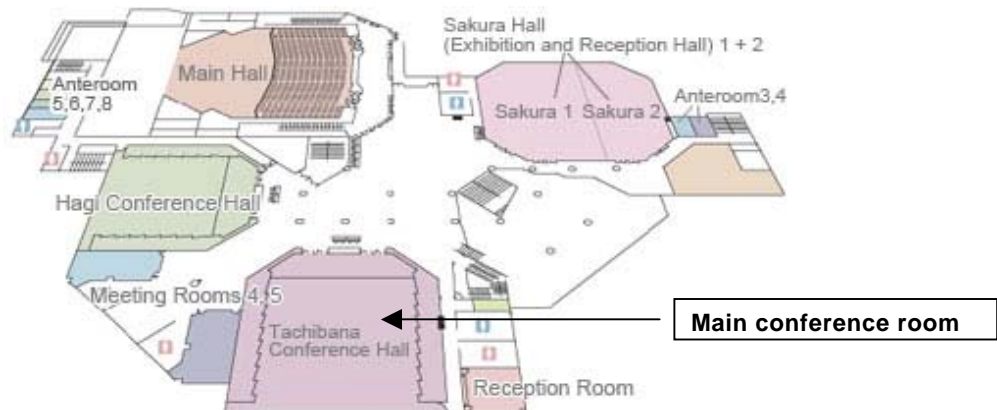 Sakura Hall
(Exhibition and Reception Hall) 1 + 2
Main Hall
Anteroom
5,6,7,8
Sakura 1 Sakura 2
Anteroom3,4
Hagi Conference Hall
Meeting Rooms 4, 5
Main conference room
Tachibana
Conference Hall
Reception Room